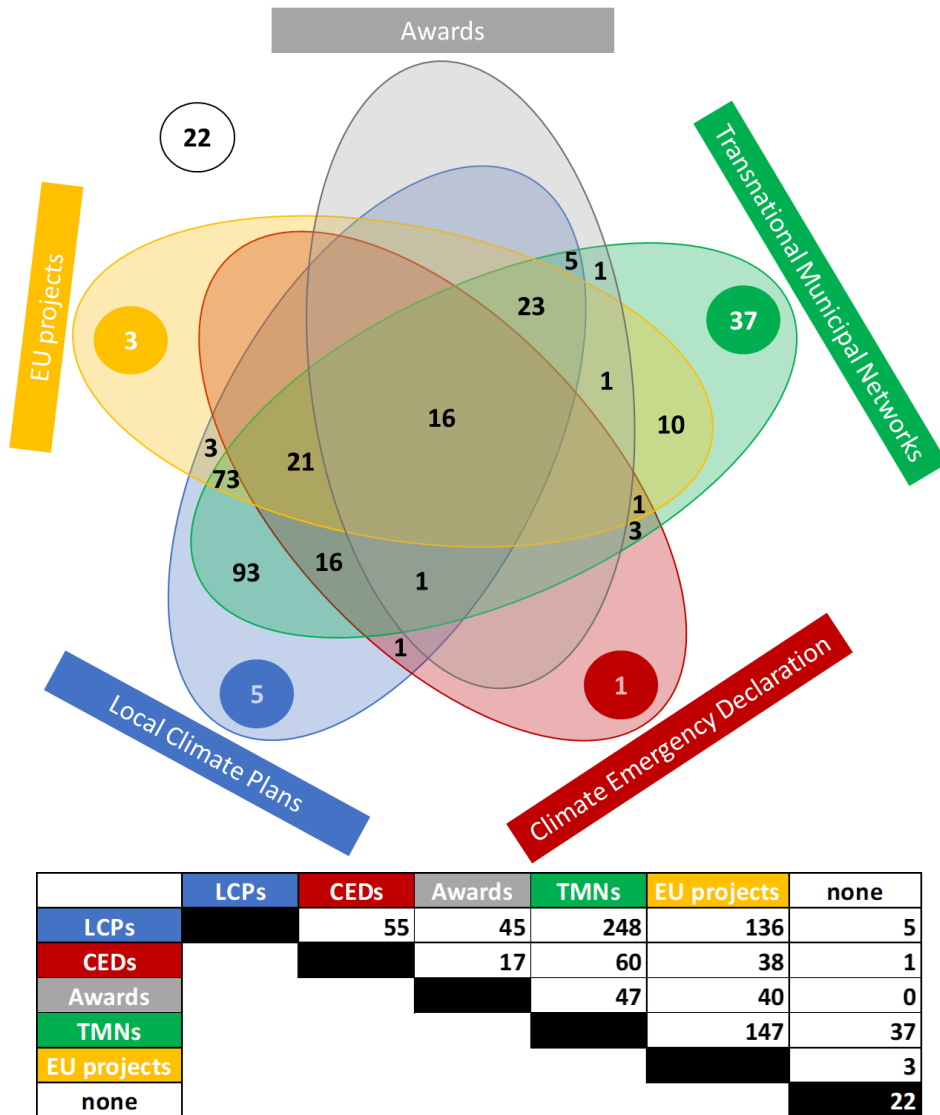 Awards
22
Transnational Municipal Networks
EU projects
5
1
23
3
37
1
16
10
3
21
73
1
3
93
16
1
1
5
1
Local Climate Plans
Climate Emergency Declaration
LCPs CEDs Awards TMNs EU projects none
LCPs 55 45 248 136 5
CEDs 17 60 38 1
Awards 47 40 0
TMNs 147 37
EU projects 3
none 22